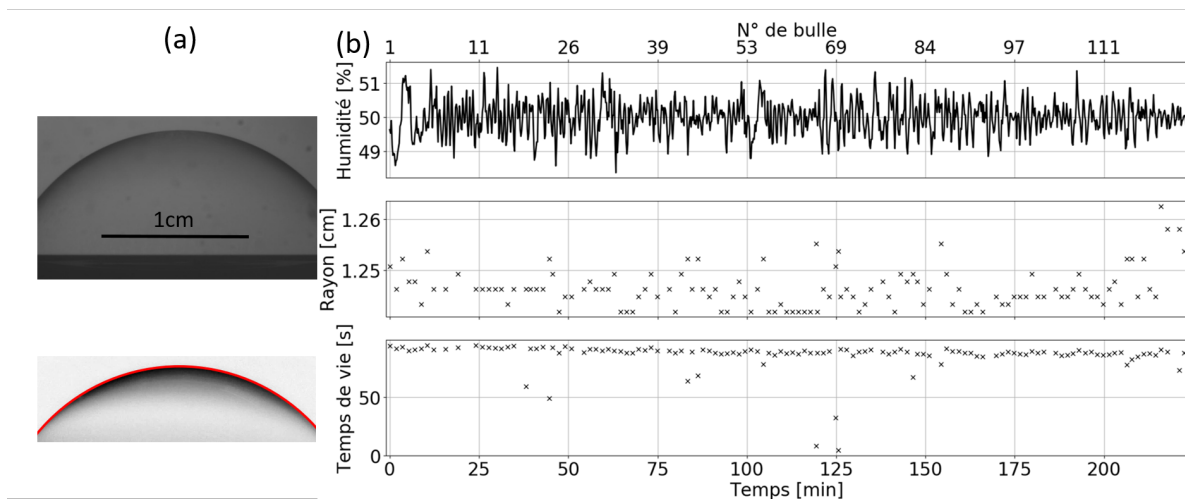 (a)
1cm
(b)
N° de bulle
1 11 26 39 53 69 84 97 111
Humidité [%]
51
50
49
Rayon [cm]
1.26
1.25
Temps de vie [s]
50
0
0 25 50 75 100 125 150 175 200
Temps [min]